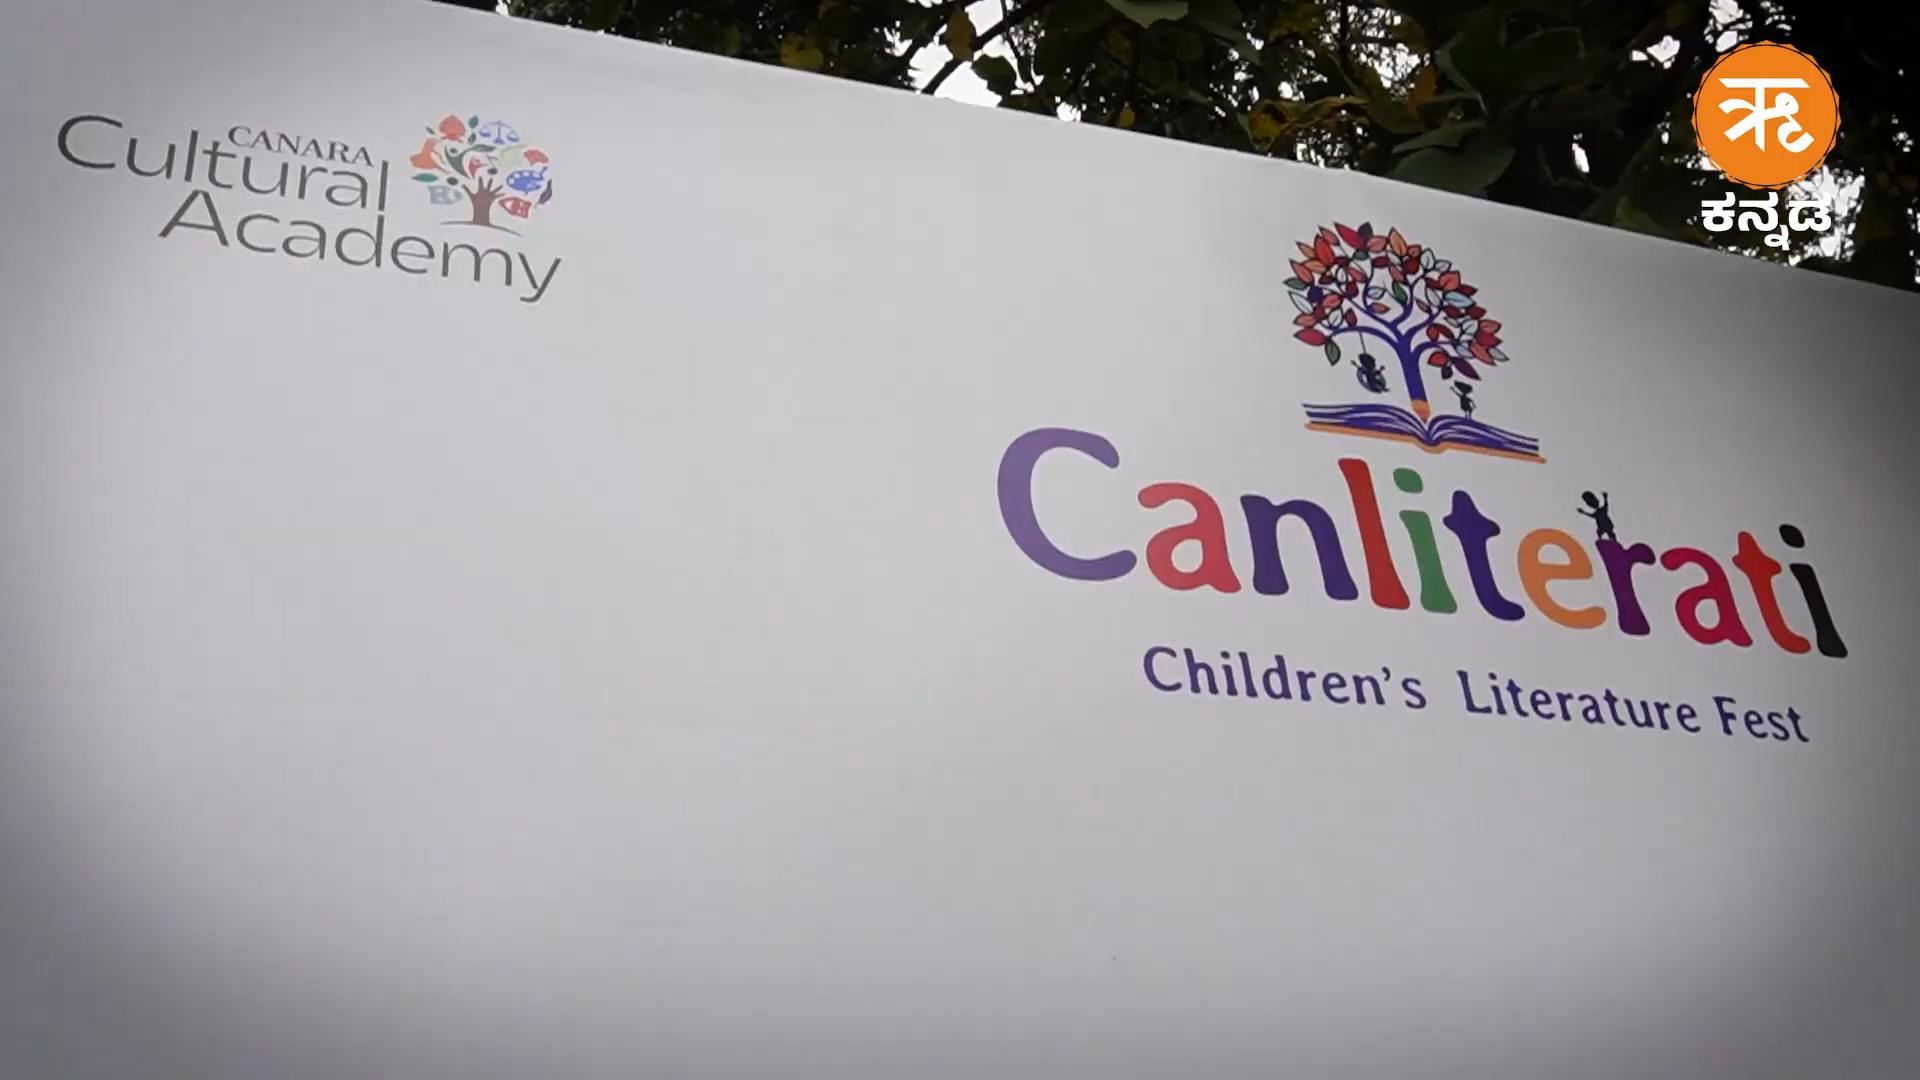 CANARA
Cultural
Academy
ऋ
ಕನ್ನಡ
Canliterati
Children's Literature Fest